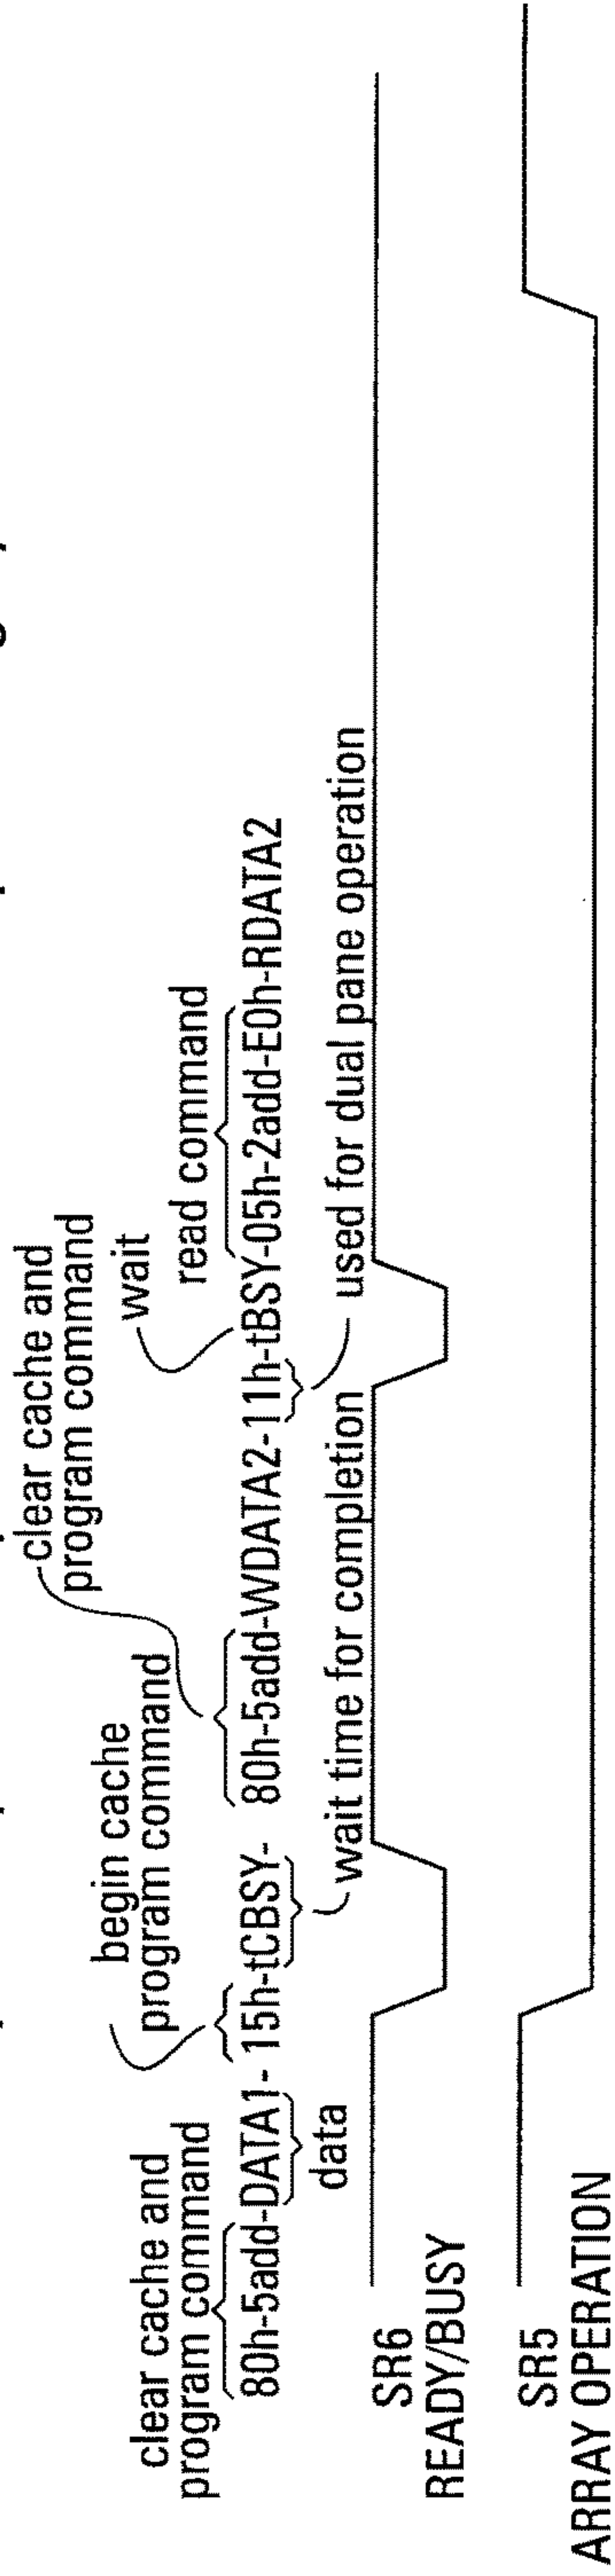 clear cache and
program command
80h-5add-DATA1-
data
begin cache
program command
15h-tCBSY-
wait time for completion
clear cache and
program command
80h-5add-WDATA2-11h-tBSY-05h-2add-E0h-RDATA2
wait
read command
used for dual pane operation
SR6
READY/BUSY
SR5
ARRAY OPERATION